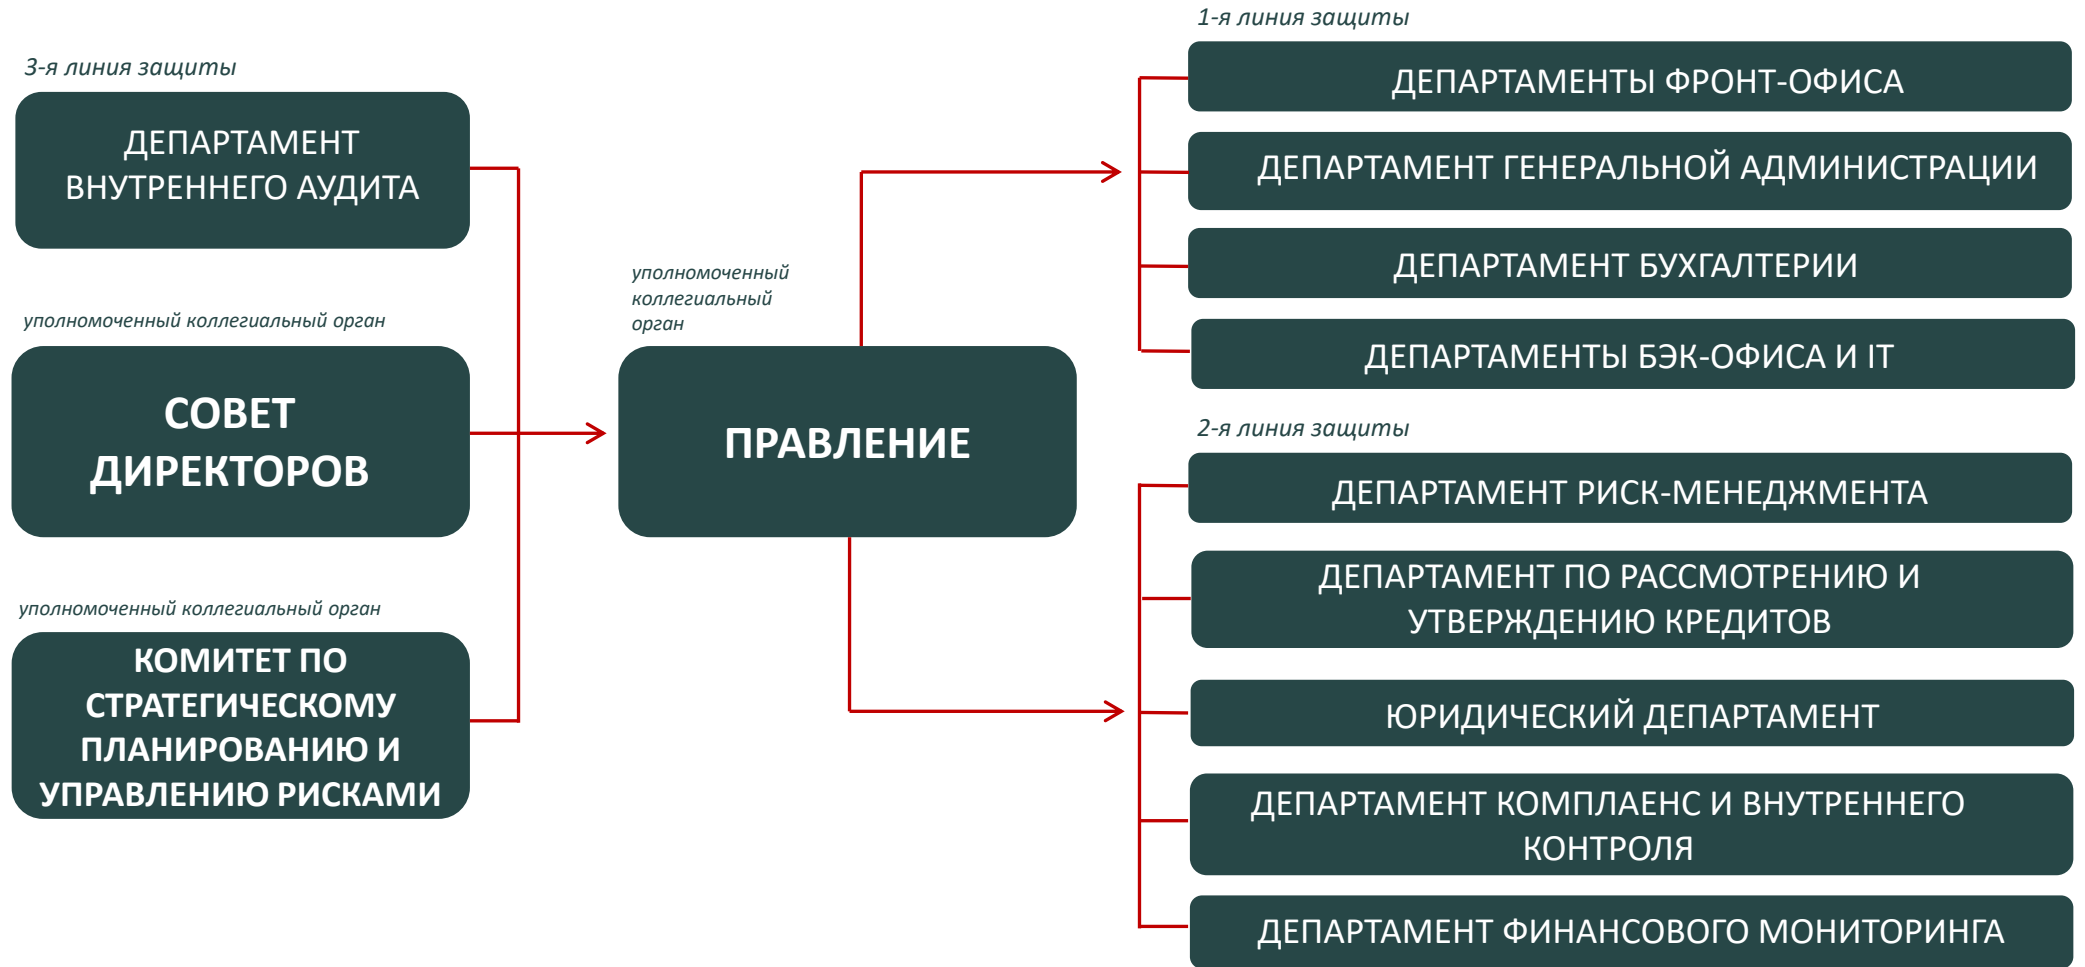 3-я линия защиты
ДЕПАРТАМЕНТ
ВНУТРЕННЕГО АУДИТА
уполномоченный коллегиальный орган
СОВЕТ
ДИРЕКТОРОВ
уполномоченный коллегиальный орган
КОМИТЕТ ПО
СТРАТЕГИЧЕСКОМУ
ПЛАНИРОВАНИЮ И
УПРАВЛЕНИЮ РИСКАМИ
уполномоченный
коллегиальный
орган
ПРАВЛЕНИЕ
1-я линия защиты
ДЕПАРТАМЕНТЫ ФРОНТ-ОФИСА
ДЕПАРТАМЕНТ ГЕНЕРАЛЬНОЙ АДМИНИСТРАЦИИ
ДЕПАРТАМЕНТ БУХГАЛТЕРИИ
ДЕПАРТАМЕНТЫ БЭК-ОФИСА И IT
2-я линия защиты
ДЕПАРТАМЕНТ РИСК-МЕНЕДЖМЕНТА
ДЕПАРТАМЕНТ ПО РАССМОТРЕНИЮ И
УТВЕРЖДЕНИЮ КРЕДИТОВ
ЮРИДИЧЕСКИЙ ДЕПАРТАМЕНТ
ДЕПАРТАМЕНТ КОМПЛАЕНС И ВНУТРЕННЕГО
КОНТРОЛЯ
ДЕПАРТАМЕНТ ФИНАНСОВОГО МОНИТОРИНГА